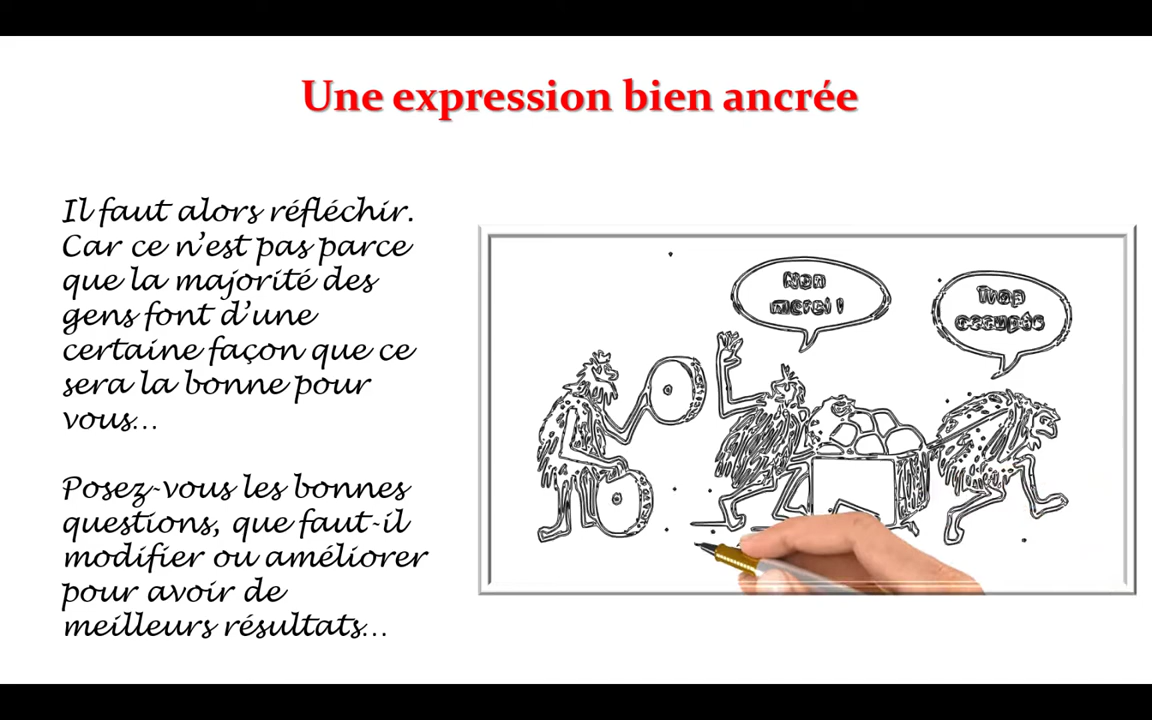 Une expression bien ancrée
Il faut alors réfléchir.
Car ce n'est pas parce
que la majorité des
gens font d'une
certaine façon que ce
sera la bonne pour
vous...
Posez-vous les bonnes
questions, que faut-il
modifier ou améliorer
pour avoir de
meilleurs résultats...
Non
merci !
Trop
occupés